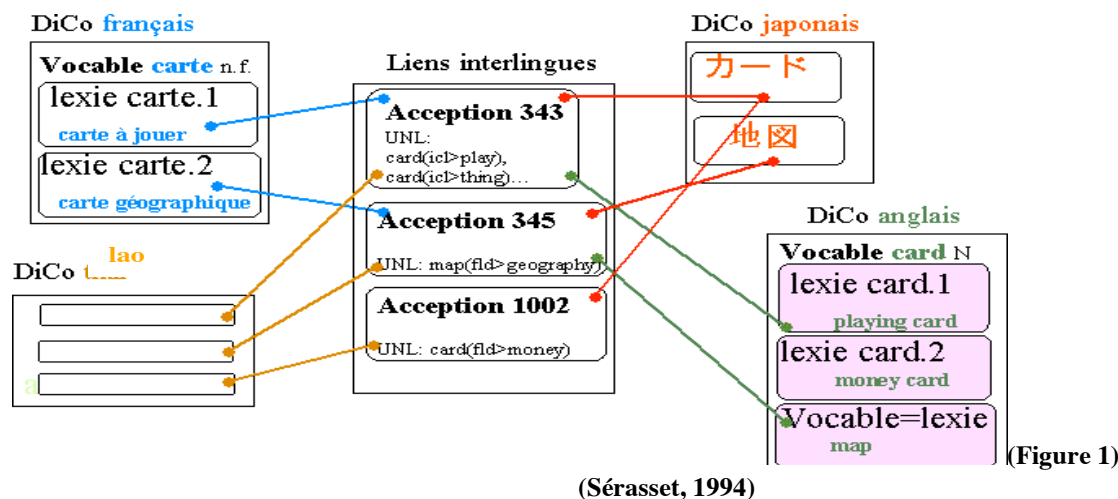 DiCo français
Vocable carte n.f.
lexie carte.1
carte à jouer
lexie carte.2
carte géographique
Liens interlingues
Acception 343
UNL:
card(icl>play),
card(icl>thing)…
Acception 345
UNL: map(fld>geography)
Acception 1002
UNL: card(fld>money)
DiCo japonais
カード
地図
lao
DiCo
DiCo anglais
Vocable card N
lexie card.1
playing card
lexie card.2
money card
Vocable=lexie
map
(Figure 1)
(Sérasset, 1994)